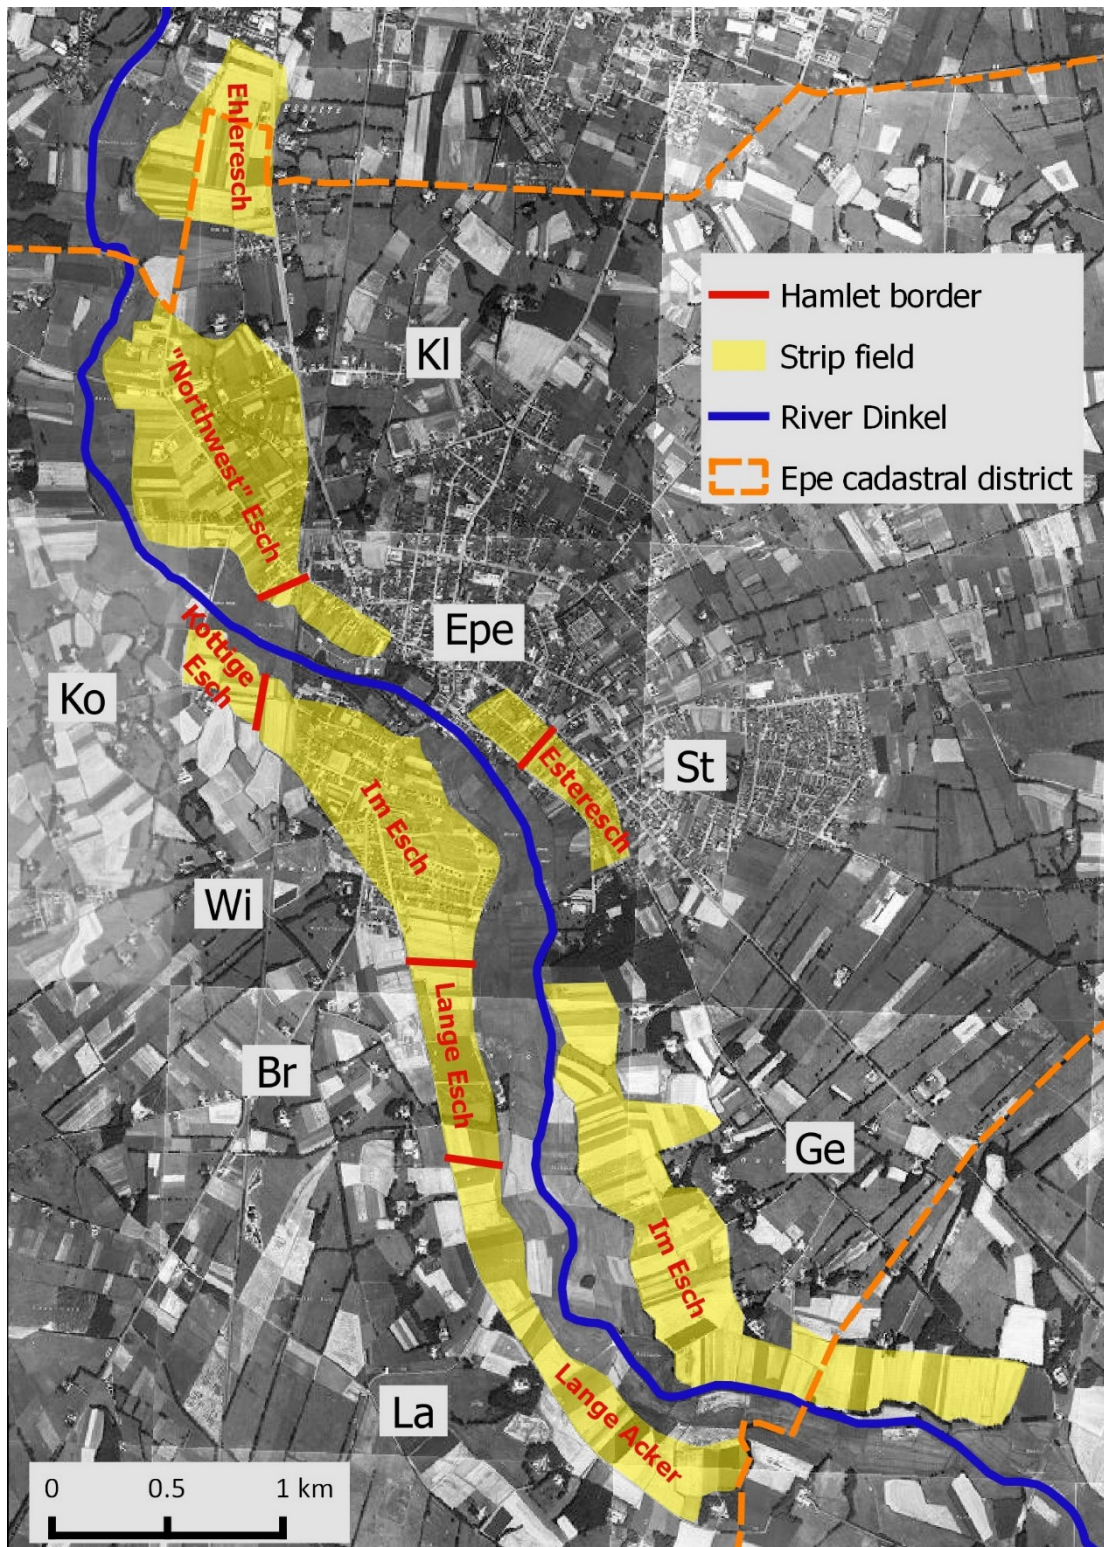 Ehleresch
Hamlet border
Strip field
River Dinkel
Epe cadastral district
Kl
"Northwest" Esch
Epe
Kottige
Esch
Ko
St
Esteresch
Im Esch
Wi
Lange Esch
Br
Ge
Im Esch
La
Lange Acker
0 0.5 1 km